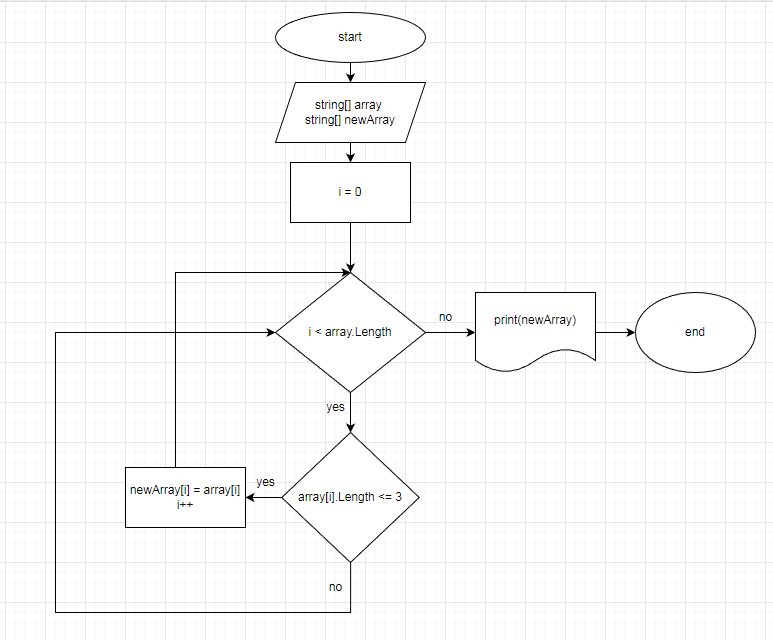 start
string[] array
string[] newArray
i = 0
i < array.Length
no
print(newArray)
end
yes
array[i].Length <= 3
yes
newArray[i] = array[i]
i++
no